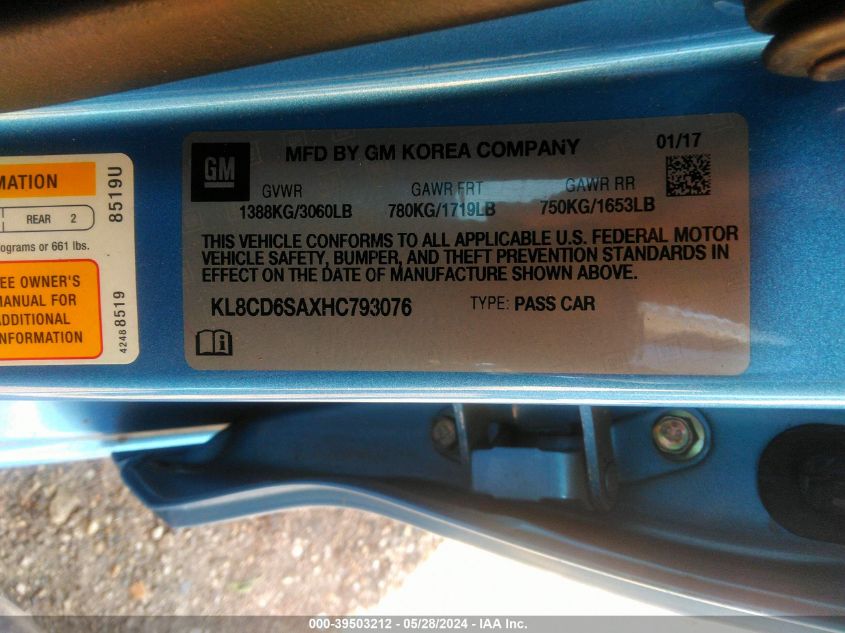 MATION
REAR 2
ograms or 661 lbs.
EE OWNER'S
MANUAL FOR
ADDITIONAL
NFORMATION
8519U
42488519
GM
MFD BY GM KOREA COMPANY
01/17
GVWR GAWR FRT GAWR RR
1388KG/3060LB 780KG/1719LB 750KG/1653LB
THIS VEHICLE CONFORMS TO ALL APPLICABLE U.S. FEDERAL MOTOR
VEHICLE SAFETY, BUMPER, AND THEFT PREVENTION STANDARDS IN
EFFECT ON THE DATE OF MANUFACTURE SHOWN ABOVE.
KL8CD6SAXHC793076 TYPE: PASS CAR
000-39503212 - 05/28/2024 - IAA Inc.